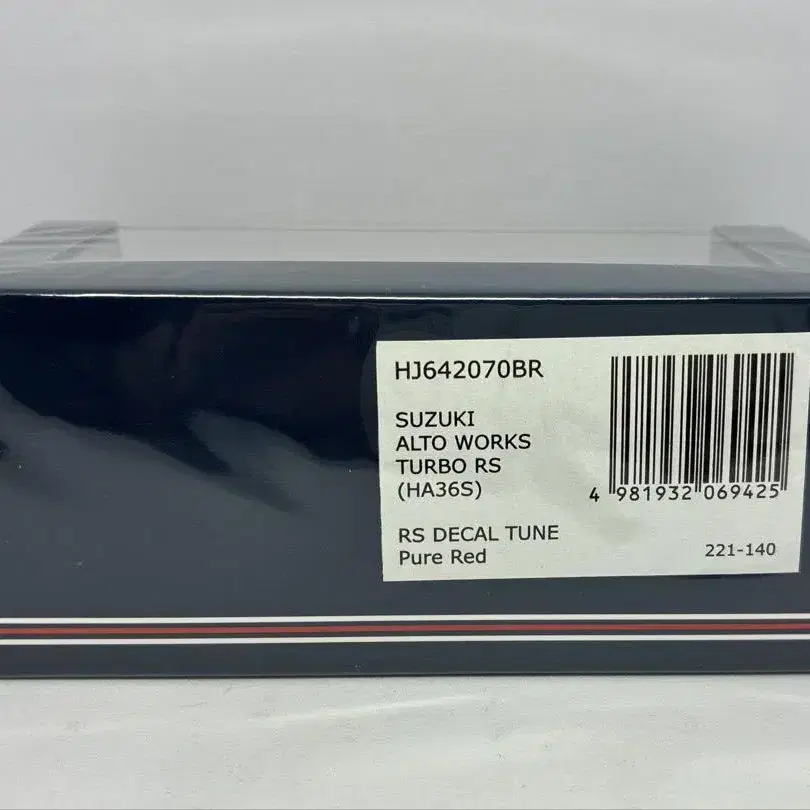 HJ642070BR
SUZUKI
ALTO WORKS
TURBO RS
(HA36S)
RS DECAL TUNE
Pure Red
4 981932 069425
221-140